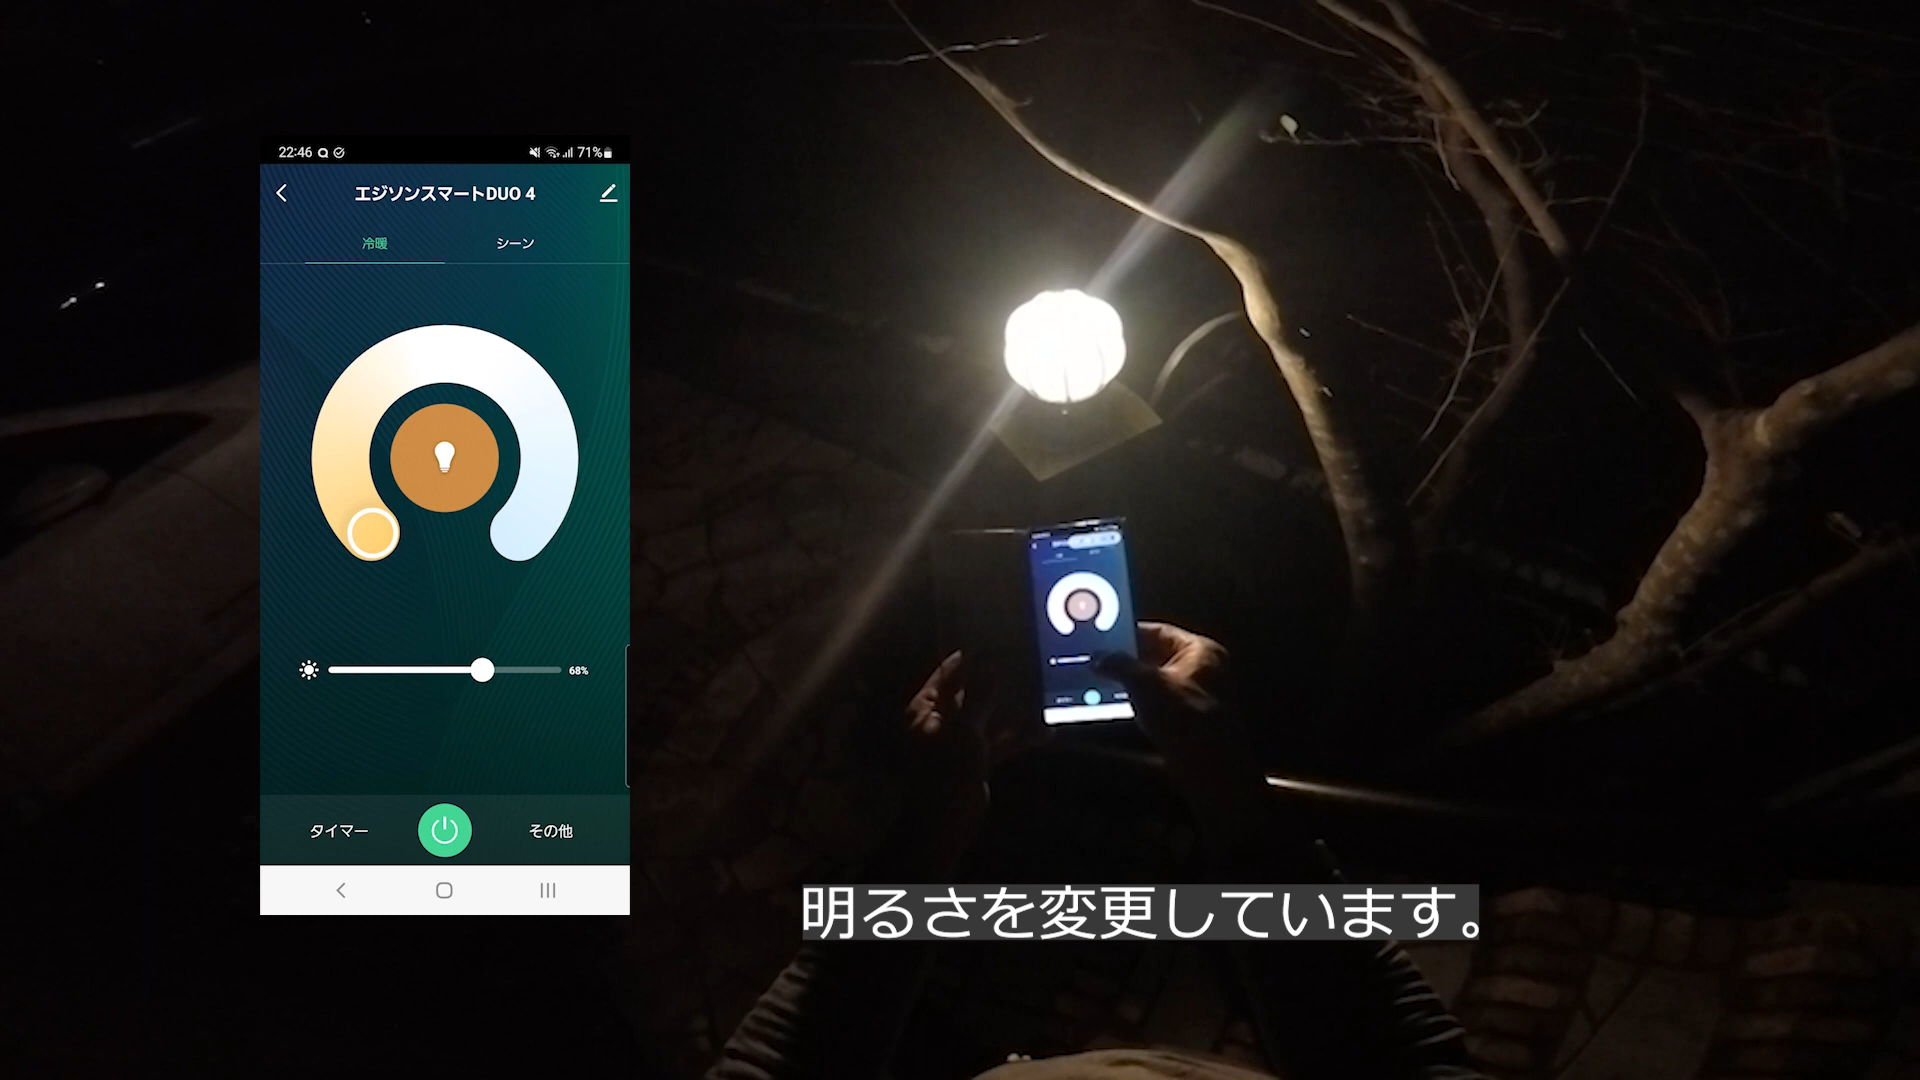 22:46 71%
エジソンスマートDUO 4
冷暖 シーン
68%
タイマー その他
明るさを変更しています。